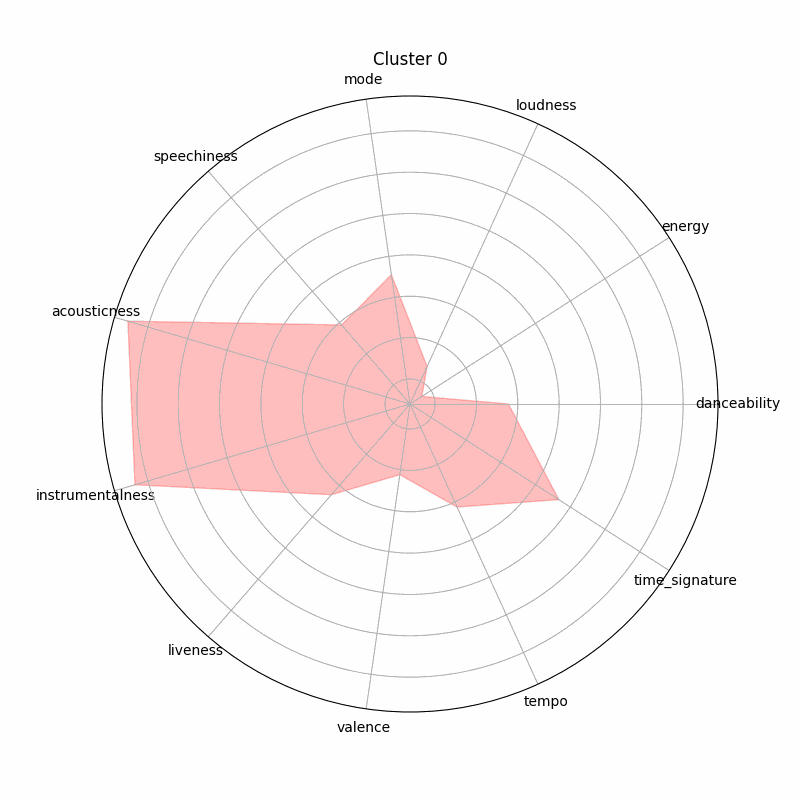 Cluster 0
mode
loudness
speechiness
energy
acousticness
danceability
instrumentalness
time_signature
liveness
tempo
valence